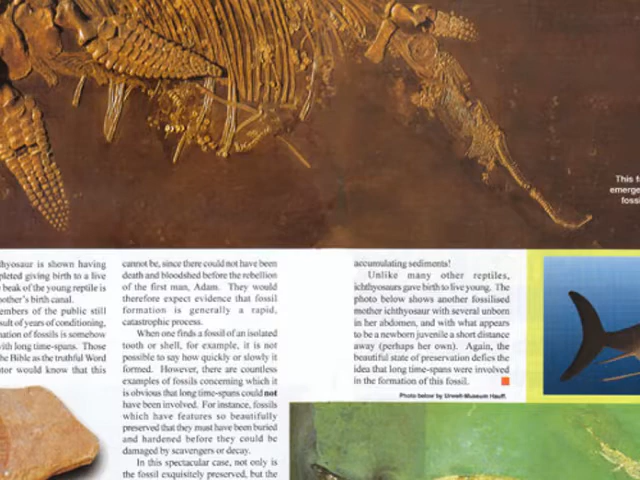 This f
emerge
fossi
hyosaur is shown having
pleted giving birth to a live
beak of the young reptile is
other's birth canal.
embers of the public still
sult of years of conditioning,
ation of fossils is somehow
ith long time-spans. Those
he Bible as the truthful Word
tor would know that this
cannot be, since there could not have been
death and bloodshed before the rebellion
of the first man, Adam. They would
therefore expect evidence that fossil
formation is generally a rapid,
catastrophic process.
When one finds a fossil of an isolated
tooth or shell, for example, it is not
possible to say how quickly or slowly it
formed. However, there are countless
examples of fossils concerning which it
is obvious that long time-spans could not
have been involved. For instance, fossils
which have features so beautifully
preserved that they must have been buried
and hardened before they could be
damaged by scavengers or decay.
In this spectacular case, not only is
the fossil exquisitely preserved, but the
accumulating sediments!
Unlike many other reptiles,
ichthyosaurs gave birth to live young. The
photo below shows another fossilised
mother ichthyosaur with several unborn
in her abdomen, and with what appears
to be a newborn juvenile a short distance
away (perhaps her own). Again, the
beautiful state of preservation defies the
idea that long time-spans were involved
in the formation of this fossil.
Photo below by Urwelt-Museum Hauff.